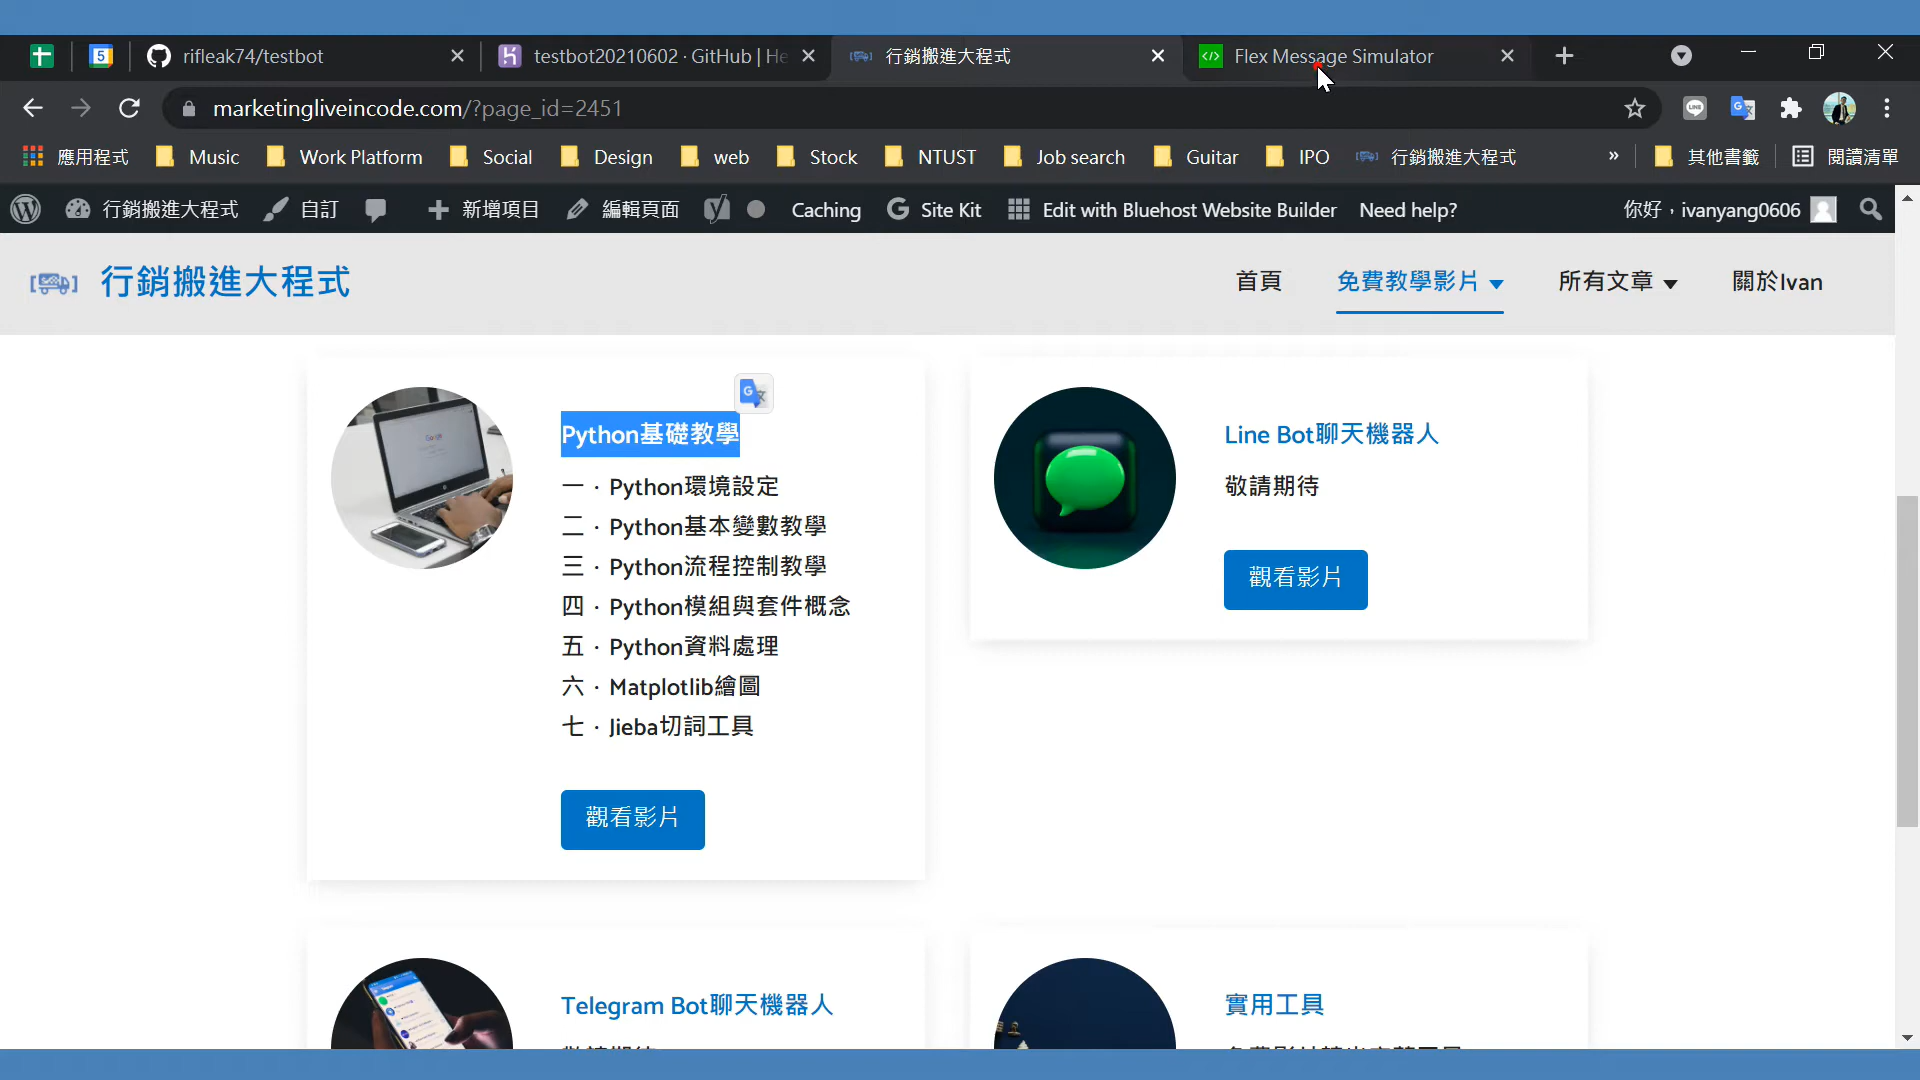 rifleak74/testbot
testbot20210602 · GitHub | He
行銷搬進大程式
Flex Message Simulator
marketingliveincode.com/?page_id=2451
應用程式
Music
Work Platform
Social
Design
web
Stock
NTUST
Job search
Guitar
IPO
行銷搬進大程式
»
其他書籤
閱讀清單
行銷搬進大程式
自訂
新增項目
編輯頁面
Caching
Site Kit
Edit with Bluehost Website Builder
Need help?
你好，ivanyang0606
行銷搬進大程式
首頁
免費教學影片
所有文章
關於Ivan
Python基礎教學
一．Python環境設定
二．Python基本變數教學
三．Python流程控制教學
四．Python模組與套件概念
五．Python資料處理
六．Matplotlib繪圖
七．Jieba切詞工具
觀看影片
Line Bot聊天機器人
敬請期待
觀看影片
Telegram Bot聊天機器人
實用工具